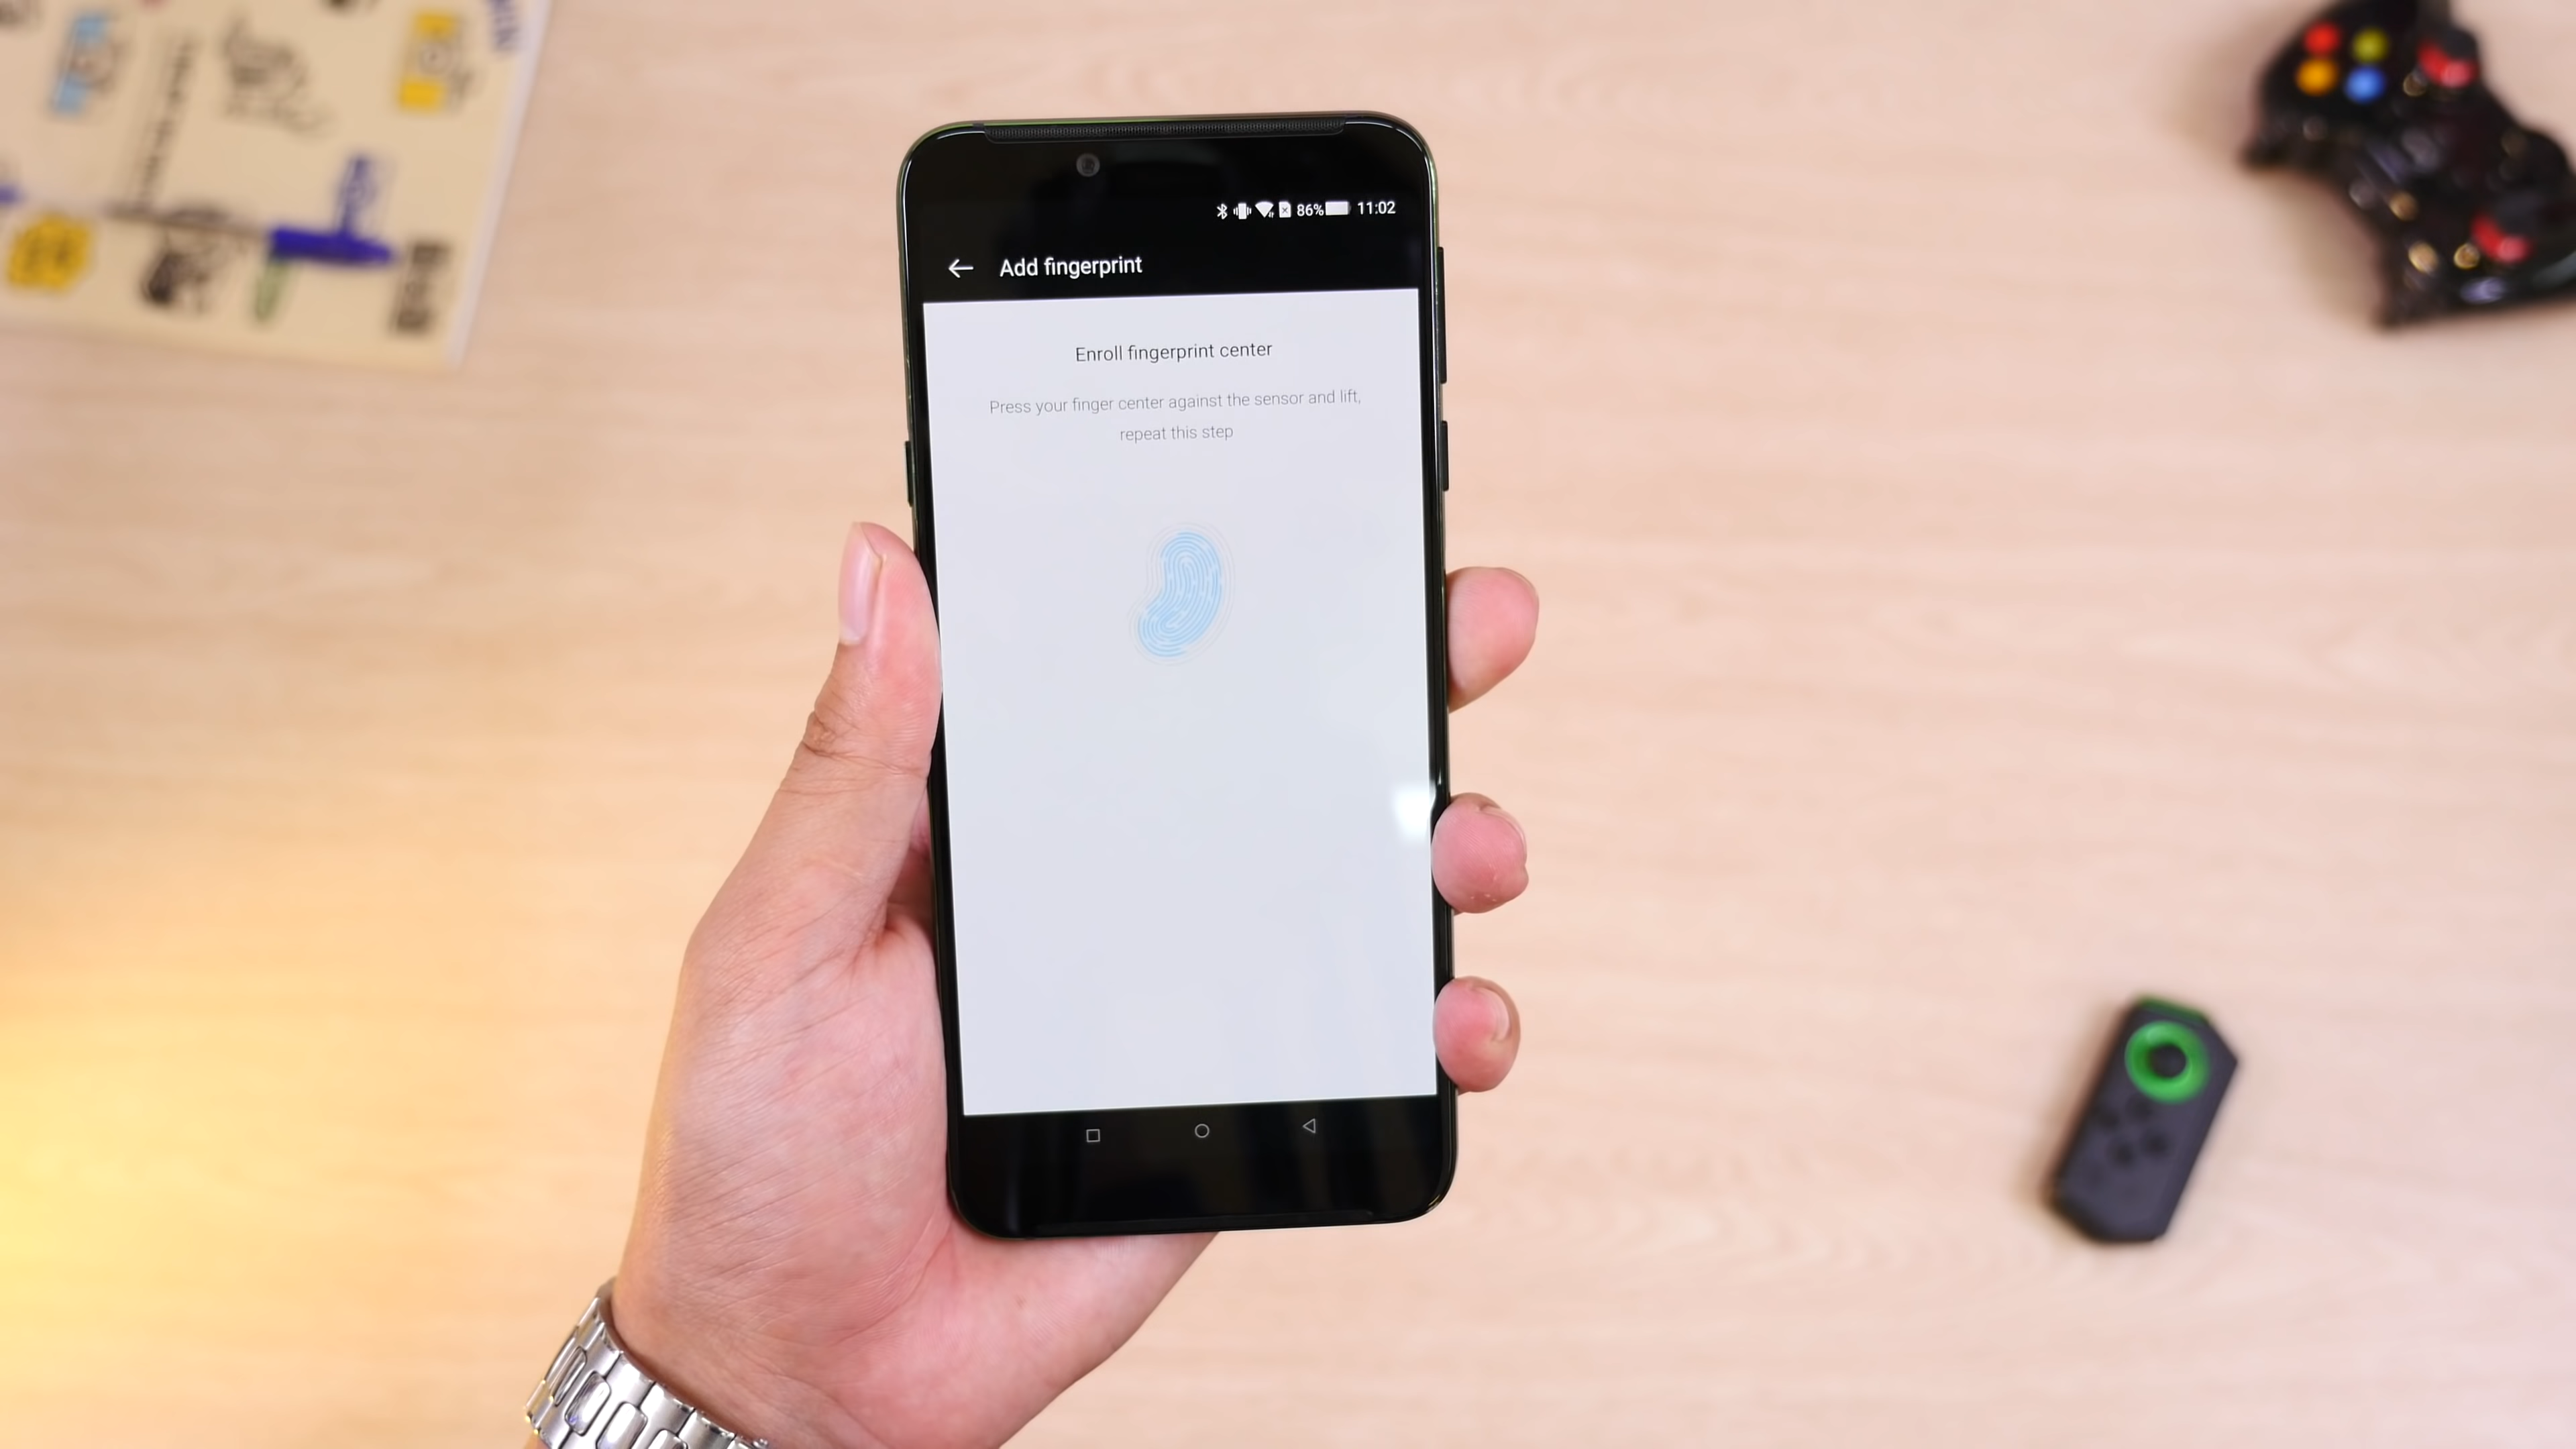 86% 11:02
Add fingerprint
Enroll fingerprint center
Press your finger center against the sensor and lift,
repeat this step